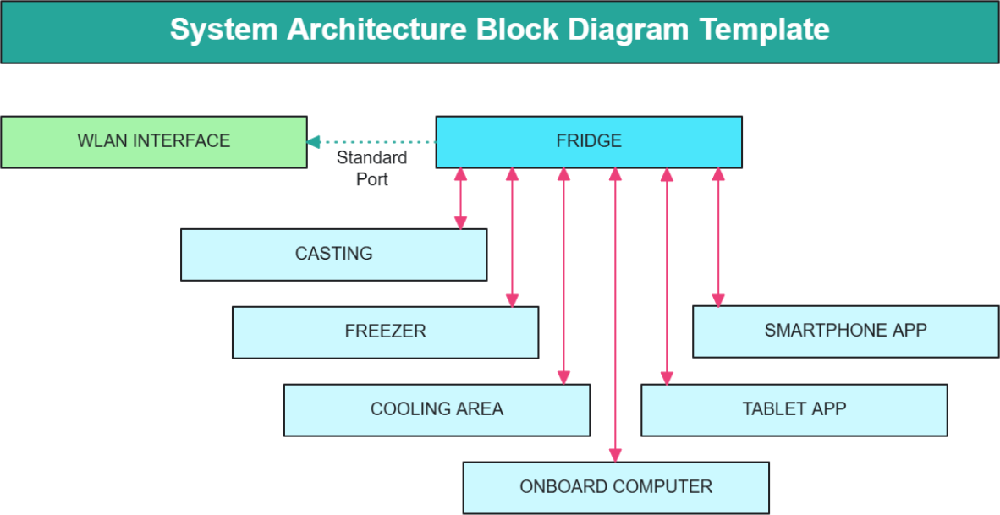 System Architecture Block Diagram Template
WLAN INTERFACE
FRIDGE
Standard
Port
CASTING
FREEZER
SMARTPHONE APP
COOLING AREA
TABLET APP
ONBOARD COMPUTER